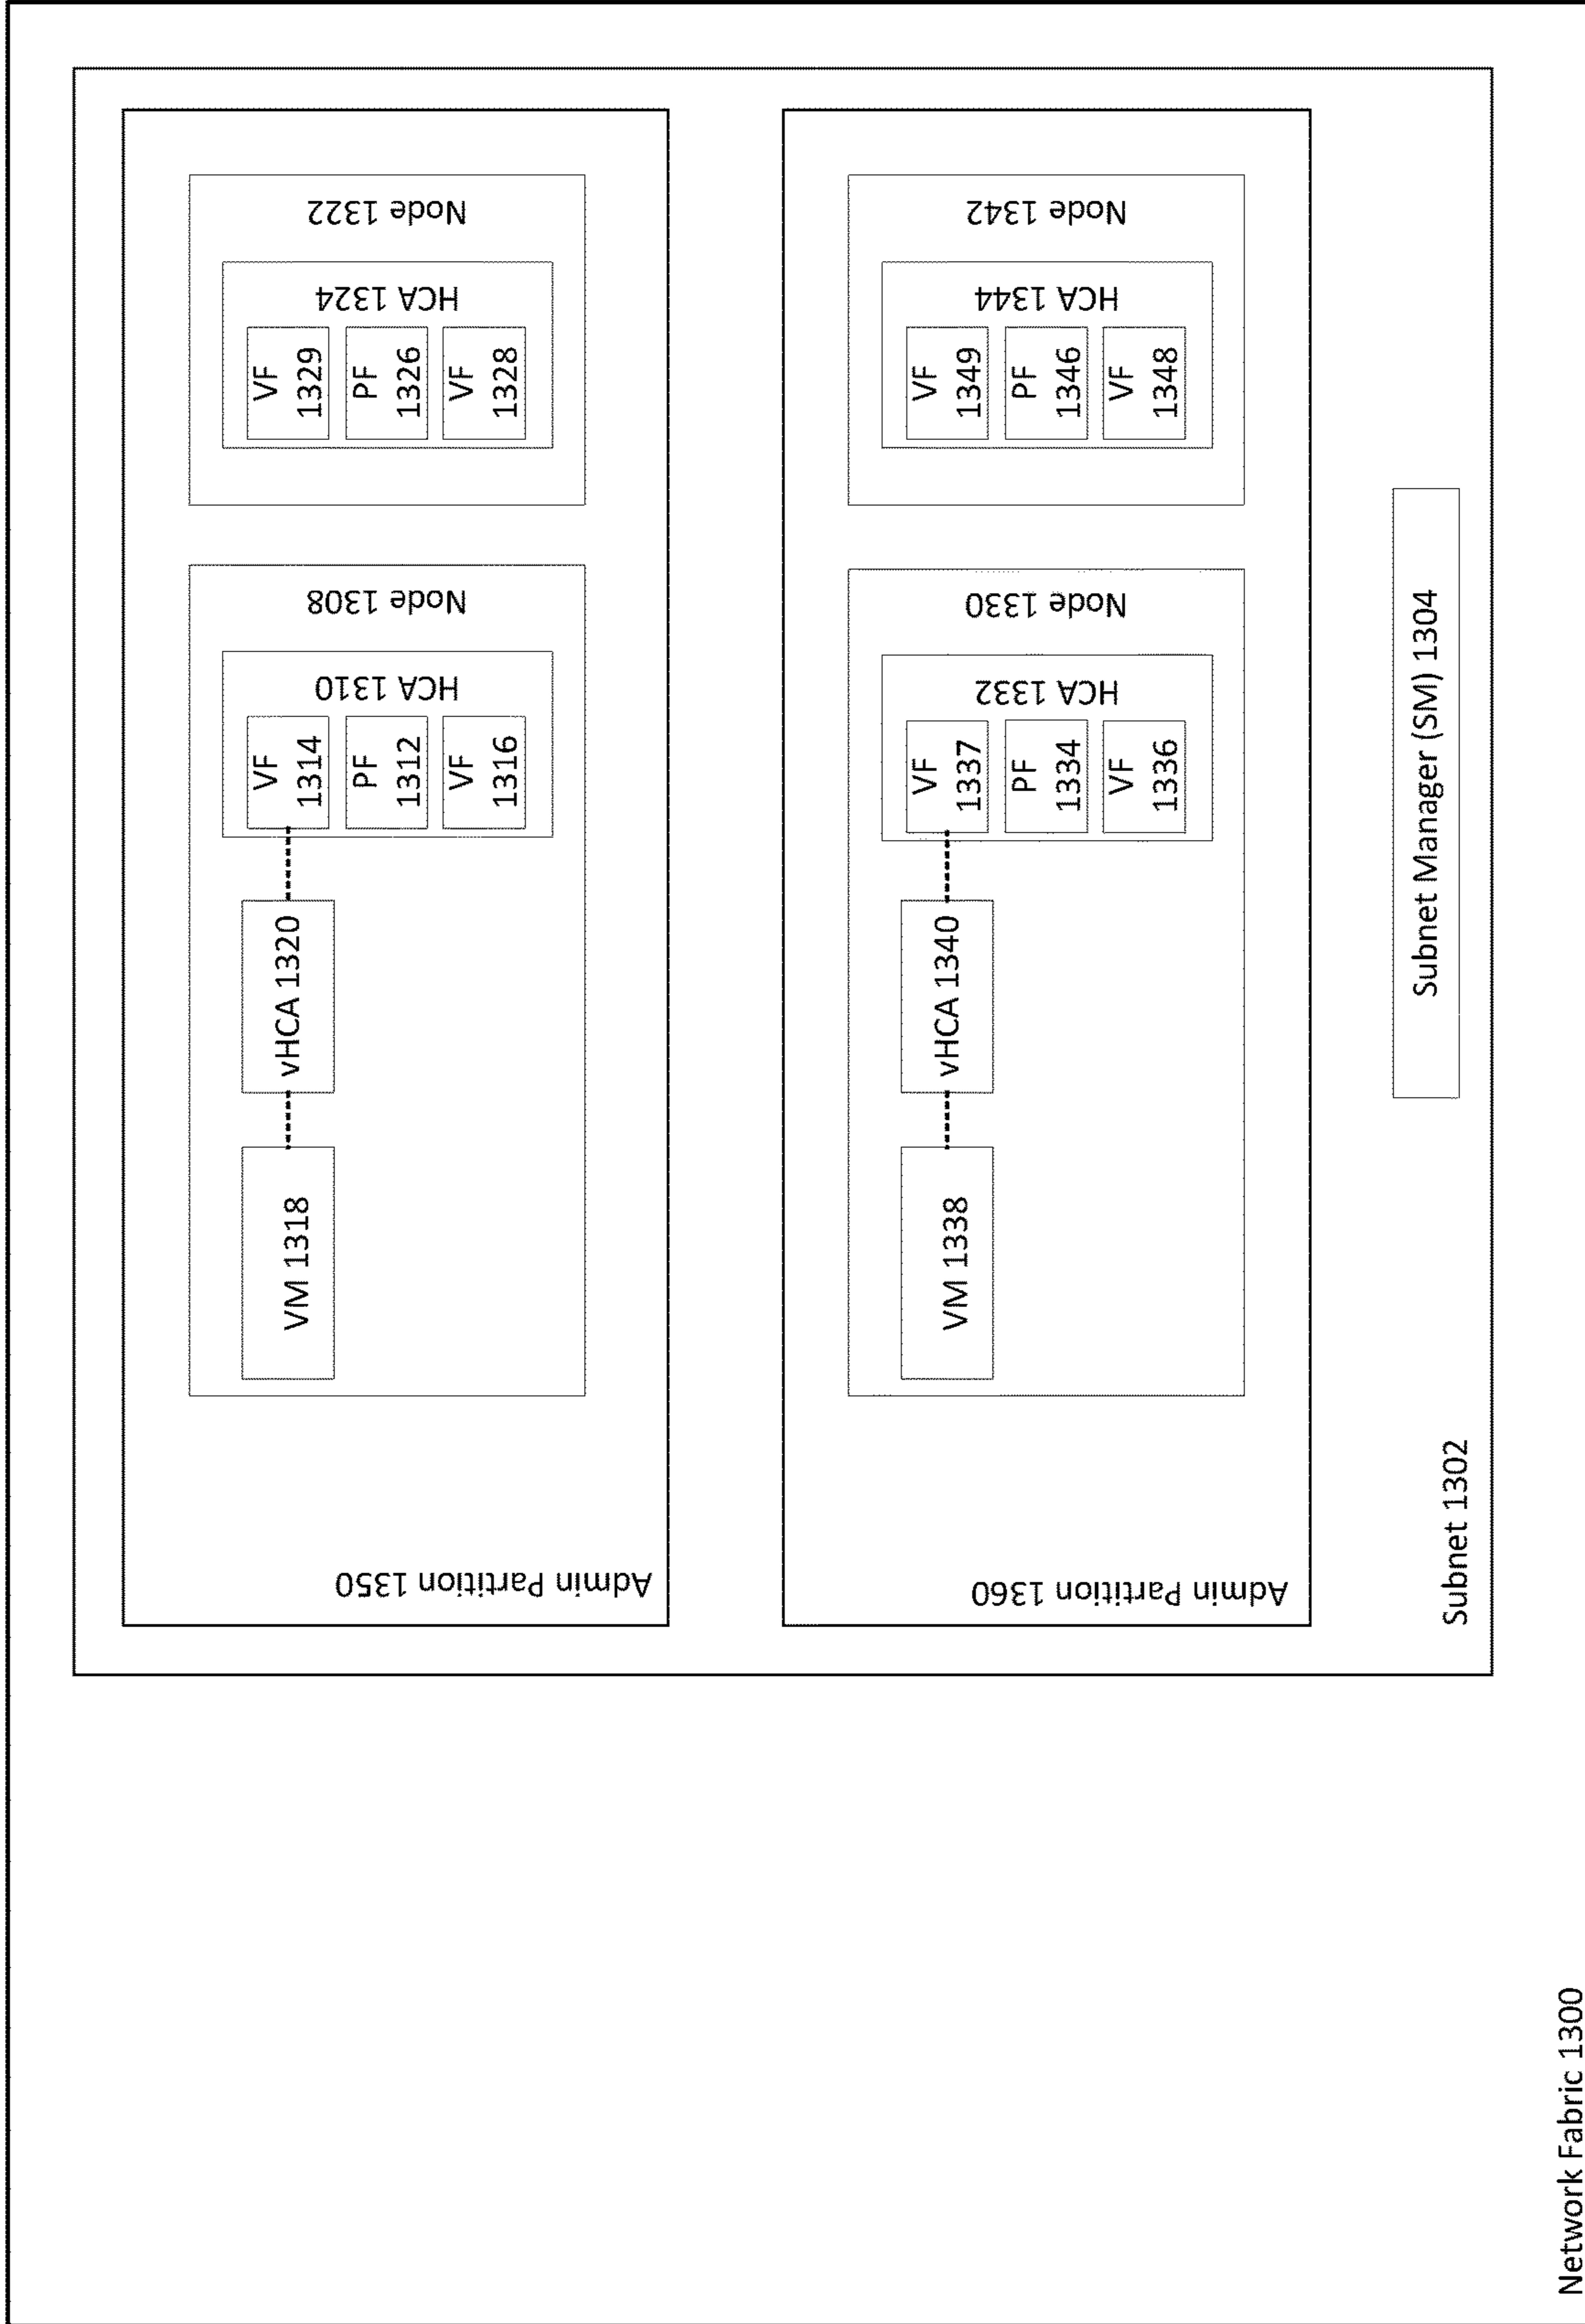 Node 1322
HCA 1324
VF
1329
PF
1326
VF
1328
Node 1308
HCA 1310
VF
1314
PF
1312
VF
1316
vHCA 1320
VM 1318
Admin Partition 1350
Node 1342
HCA 1344
VF
1349
PF
1346
VF
1348
Node 1330
HCA 1332
VF
1337
PF
1334
VF
1336
vHCA 1340
VM 1338
Admin Partition 1360
Subnet Manager (SM) 1304
Subnet 1302
Network Fabric 1300